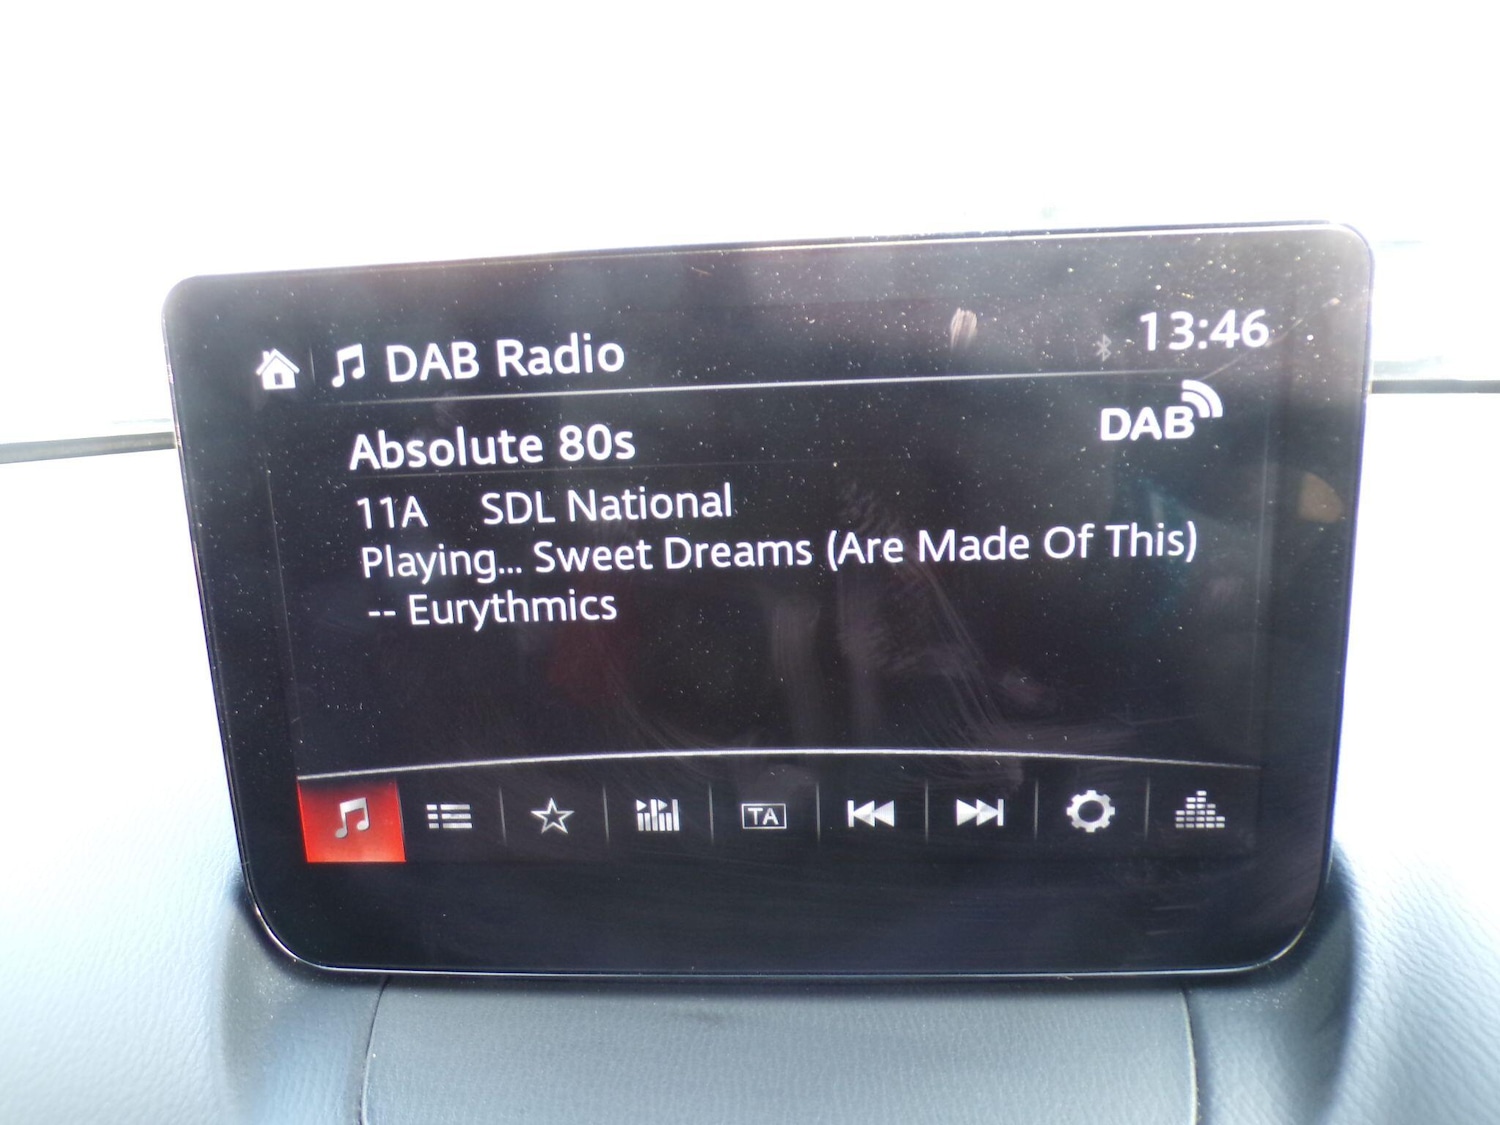 DAB Radio
13:46
DAB
Absolute 80s
11A SDL National
Playing... Sweet Dreams (Are Made Of This)
-- Eurythmics
TA